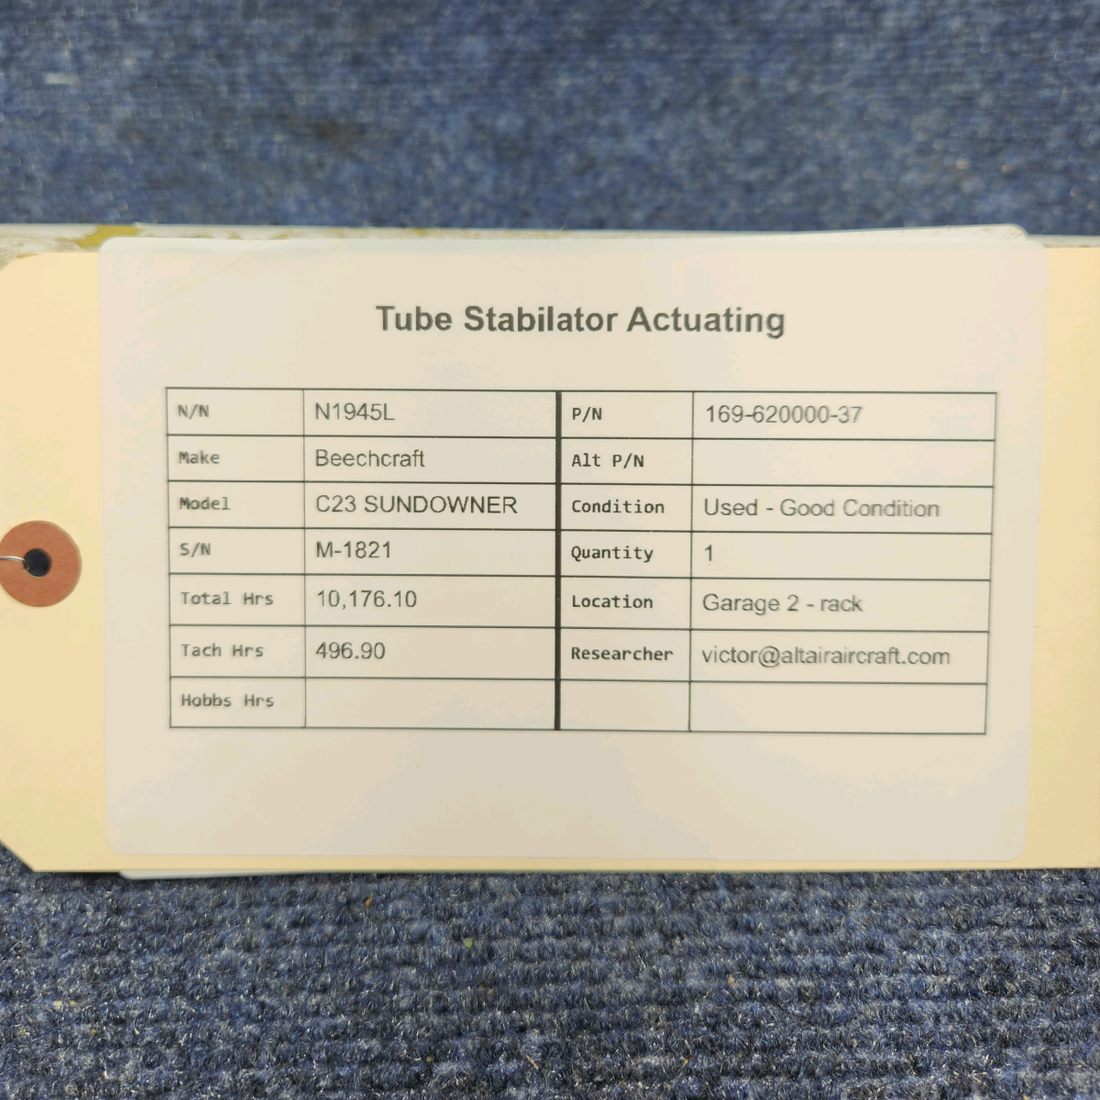 Tube Stabilator Actuating
N/N N1945L P/N 169-620000-37
Make Beechcraft Alt P/N
Model C23 SUNDOWNER Condition Used - Good Condition
S/N M-1821 Quantity 1
Total Hrs 10,176.10 Location Garage 2 - rack
Tach Hrs 496.90 Researcher victor@altairaircraft.com
Hobbs Hrs